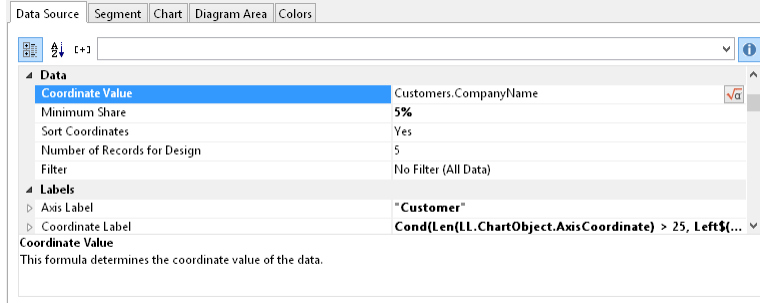 Data Source Segment Chart Diagram Area Colors
Data
Coordinate Value Customers.CompanyName √α
Minimum Share 5%
Sort Coordinates Yes
Number of Records for Design 5
Filter No Filter (All Data)
Labels
Axis Label "Customer"
Coordinate Label Cond(Len(LL.ChartObject.AxisCoordinate) > 25, Left$(...
Coordinate Value
This formula determines the coordinate value of the data.